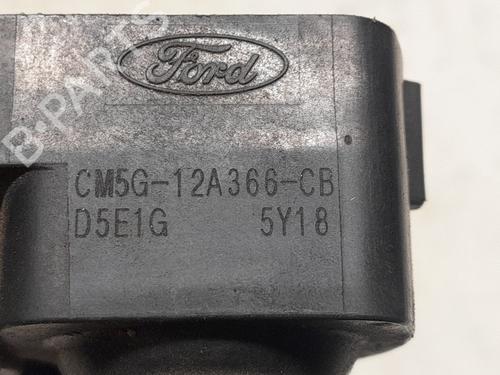 Ford
CM5G-12A366-CB
D5E1G 5Y18
B-PARTS